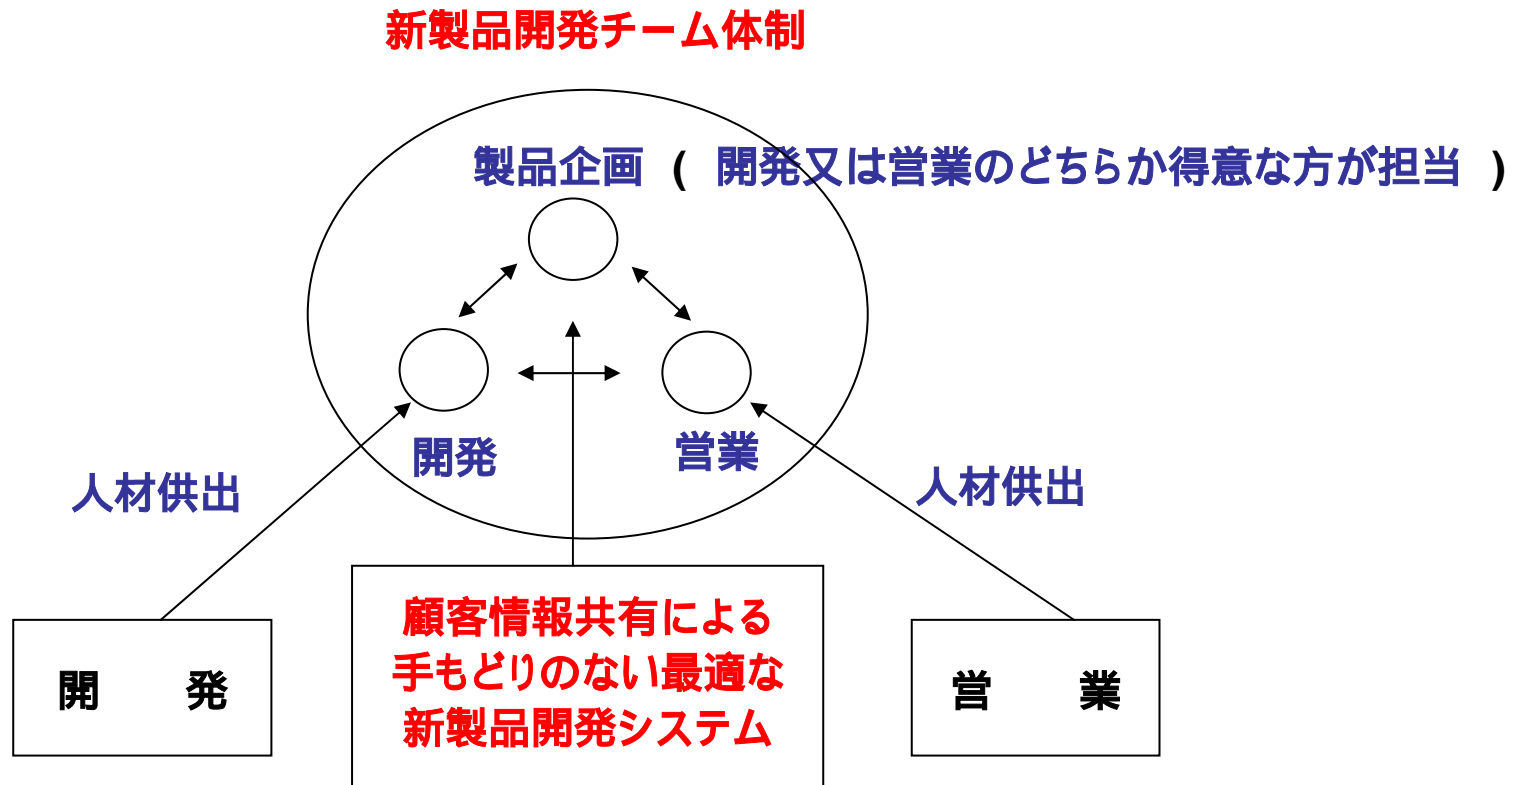 新製品開発チーム体制
製品企画 ( 開発又は営業のどちらか得意な方が担当 )
開発
営業
人材供出
人材供出
開 発
顧客情報共有による
手もどりのない最適な
新製品開発システム
営 業